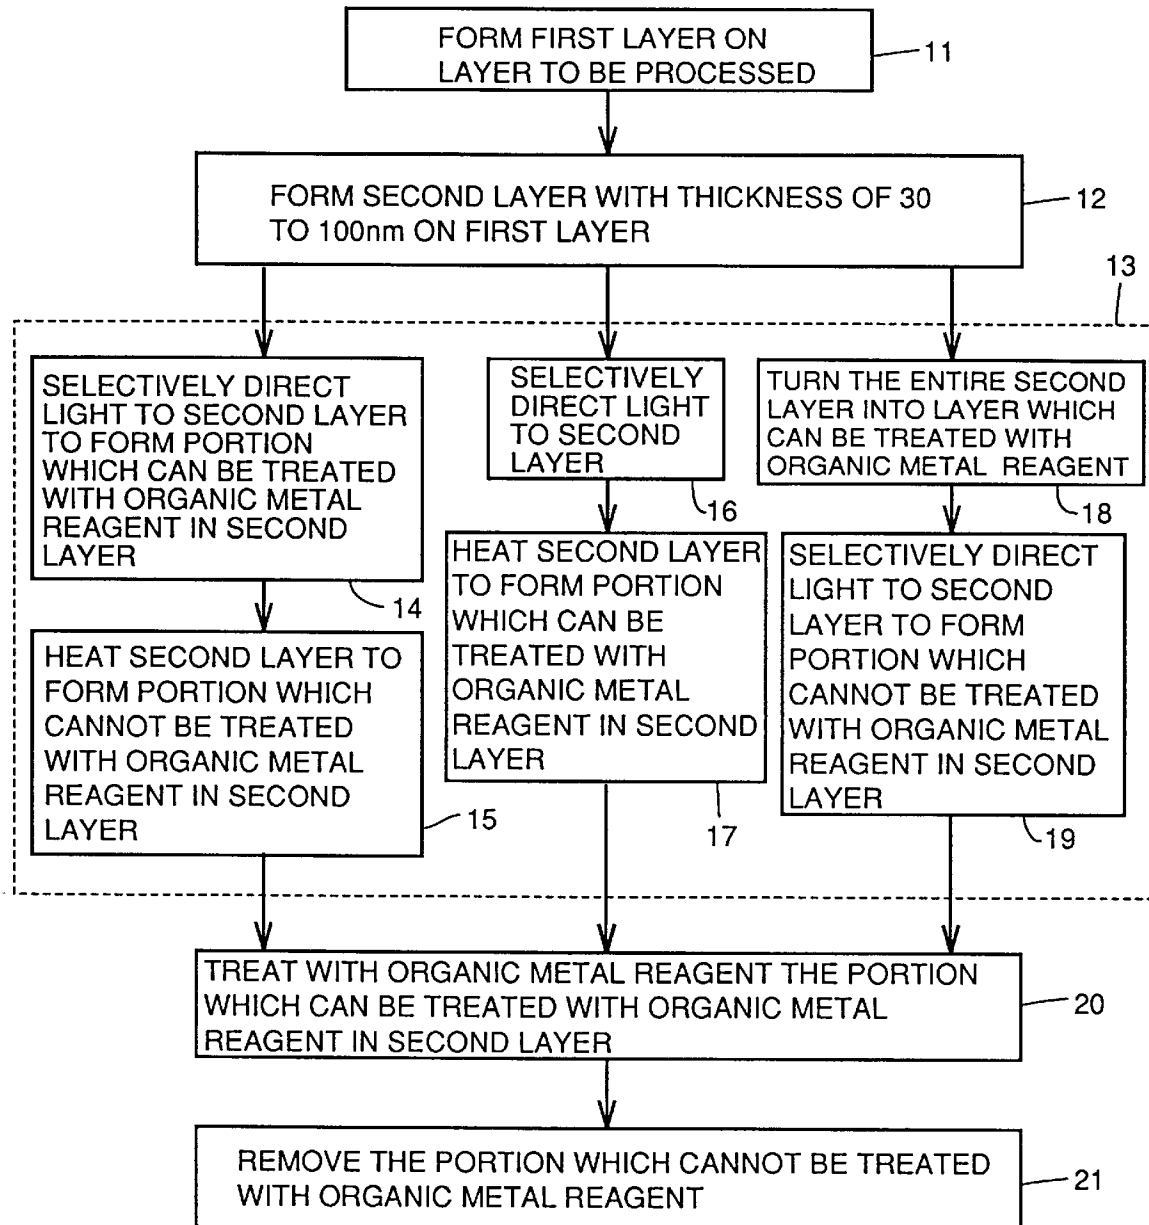 FORM FIRST LAYER ON
LAYER TO BE PROCESSED
11
FORM SECOND LAYER WITH THICKNESS OF 30
TO 100nm ON FIRST LAYER
12
13
SELECTIVELY DIRECT
LIGHT TO SECOND LAYER
TO FORM PORTION
WHICH CAN BE TREATED
WITH ORGANIC METAL
REAGENT IN SECOND
LAYER
14
HEAT SECOND LAYER TO
FORM PORTION WHICH
CANNOT BE TREATED
WITH ORGANIC METAL
REAGENT IN SECOND
LAYER
15
SELECTIVELY
DIRECT LIGHT
TO SECOND
LAYER
16
HEAT SECOND LAYER
TO FORM PORTION
WHICH CAN BE
TREATED WITH
ORGANIC METAL
REAGENT IN SECOND
LAYER
17
TURN THE ENTIRE SECOND
LAYER INTO LAYER WHICH
CAN BE TREATED WITH
ORGANIC METAL REAGENT
18
SELECTIVELY DIRECT
LIGHT TO SECOND
LAYER TO FORM
PORTION WHICH
CANNOT BE TREATED
WITH ORGANIC METAL
REAGENT IN SECOND
LAYER
19
TREAT WITH ORGANIC METAL REAGENT THE PORTION
WHICH CAN BE TREATED WITH ORGANIC METAL
REAGENT IN SECOND LAYER
20
REMOVE THE PORTION WHICH CANNOT BE TREATED
WITH ORGANIC METAL REAGENT
21